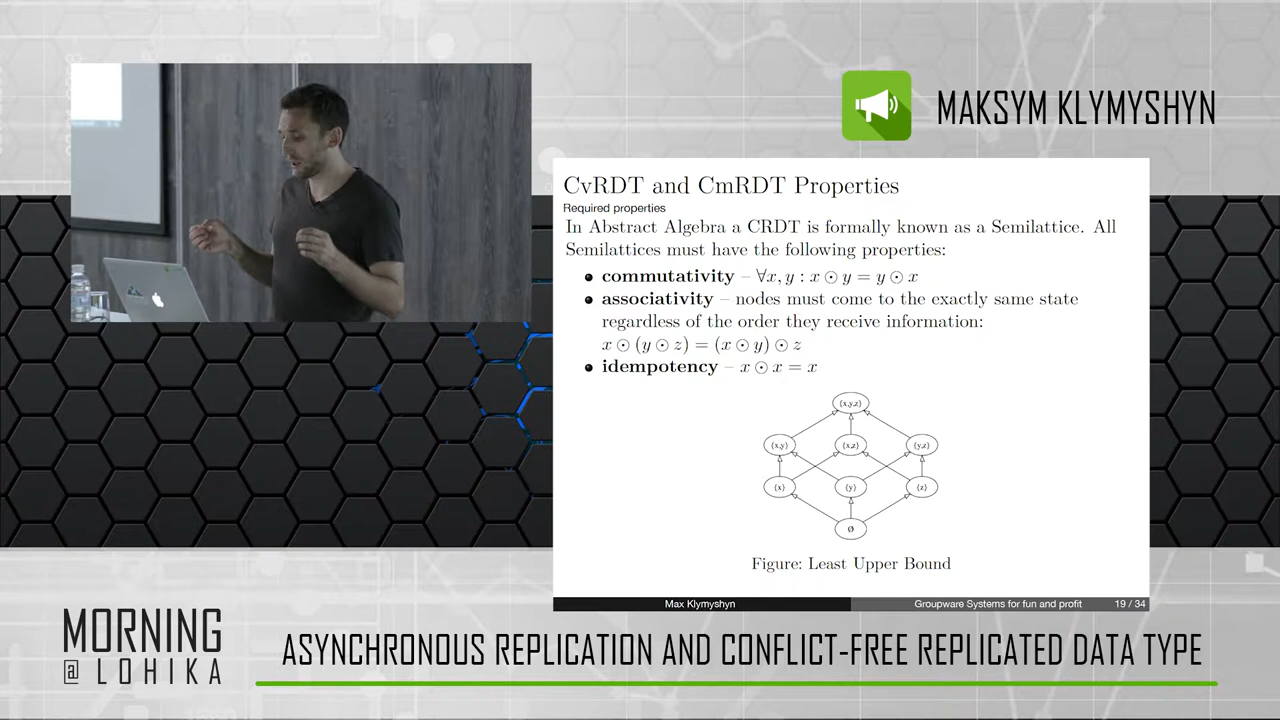 MAKSYM KLYMYSHYN
CvRDT and CmRDT Properties
Required properties
In Abstract Algebra a CRDT is formally known as a Semilattice. All
Semilattices must have the following properties:
commutativity – ∀x, y : x ⊙ y = y ⊙ x
associativity – nodes must come to the exactly same state
regardless of the order they receive information:
x ⊙ (y ⊙ z) = (x ⊙ y) ⊙ z
idempotency – x ⊙ x = x
{x,y,z}
{x,y} {x,z} {y,z}
{x} {y} {z}
Ø
Figure: Least Upper Bound
Max Klymyshyn Groupware Systems for fun and profit 19 / 34
MORNING
@ LOHIKA
ASYNCHRONOUS REPLICATION AND CONFLICT-FREE REPLICATED DATA TYPE